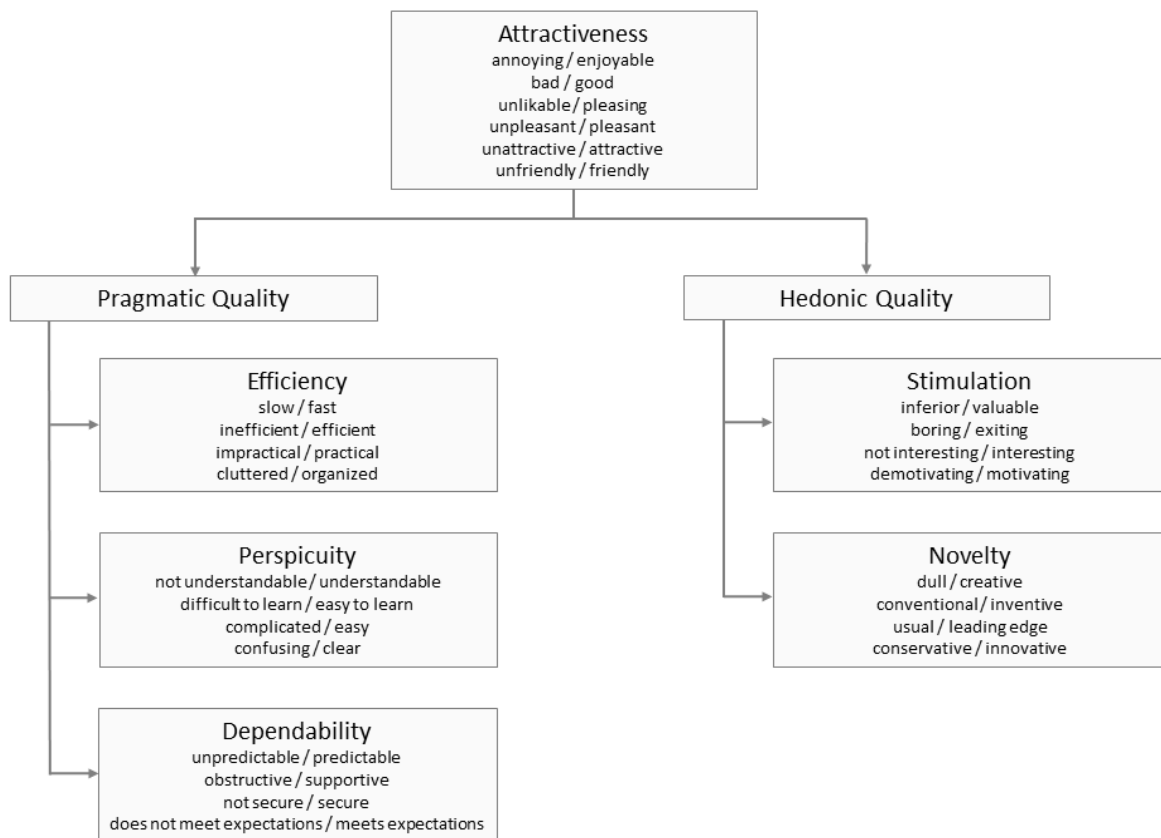 Attractiveness
annoying / enjoyable
bad / good
unlikable / pleasing
unpleasant / pleasant
unattractive / attractive
unfriendly / friendly
Pragmatic Quality
Hedonic Quality
Efficiency
slow / fast
inefficient / efficient
impractical / practical
cluttered / organized
Stimulation
inferior / valuable
boring / exiting
not interesting / interesting
demotivating / motivating
Perspicuity
not understandable / understandable
difficult to learn / easy to learn
complicated / easy
confusing / clear
Novelty
dull / creative
conventional / inventive
usual / leading edge
conservative / innovative
Dependability
unpredictable / predictable
obstructive / supportive
not secure / secure
does not meet expectations / meets expectations